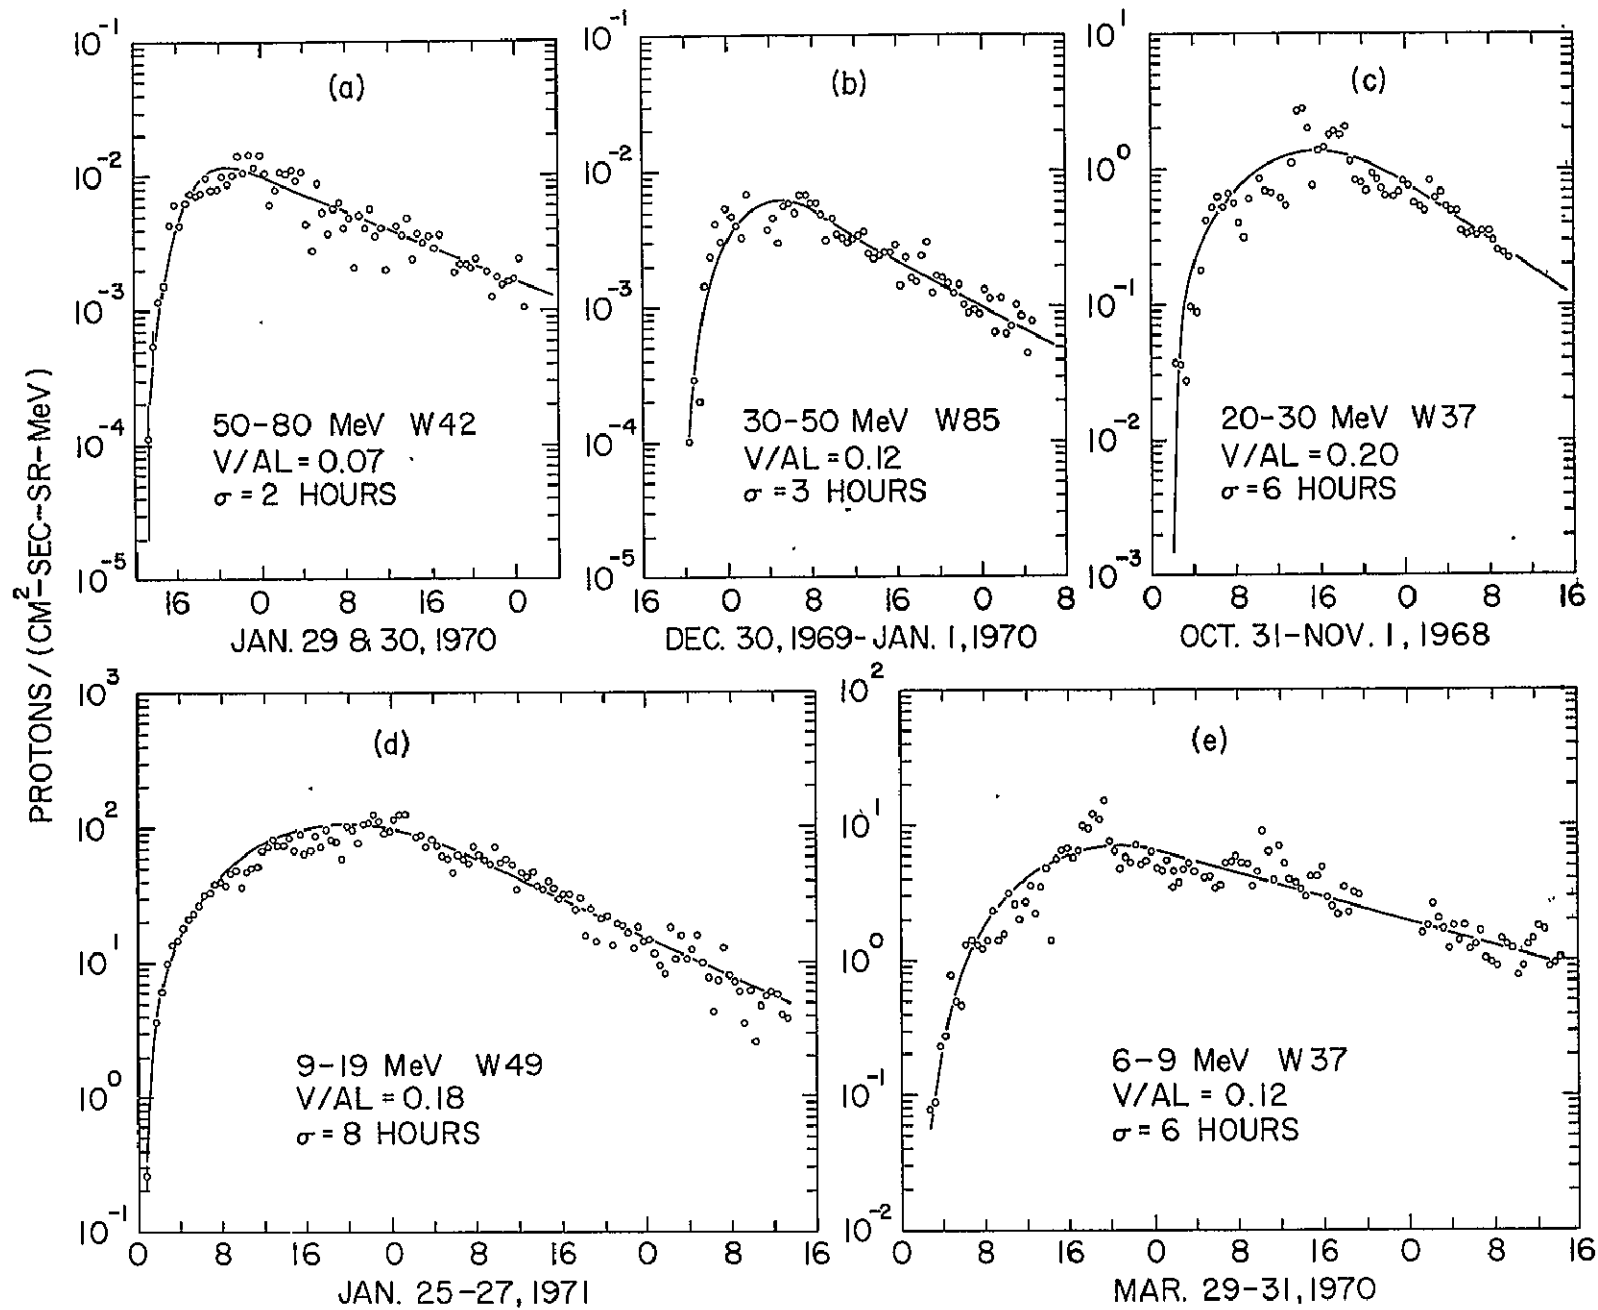 PROTONS/(CM²-SEC-SR-MeV)
(a)
10⁻¹
10⁻²
10⁻³
10⁻⁴
10⁻⁵
50-80 MeV W42
V/AL=0.07
σ=2 HOURS
16 0 8 16 0
JAN. 29 & 30, 1970
(b)
10⁻¹
10⁻²
10⁻³
10⁻⁴
10⁻⁵
30-50 MeV W85
V/AL=0.12
σ=3 HOURS
16 0 8 16 0 8
DEC. 30, 1969-JAN. 1, 1970
(c)
10¹
10⁰
10⁻¹
10⁻²
10⁻³
20-30 MeV W37
V/AL=0.20
σ=6 HOURS
0 8 16 0 8 16
OCT. 31-NOV. 1, 1968
(d)
10³
10²
10¹
10⁰
10⁻¹
9-19 MeV W49
V/AL=0.18
σ=8 HOURS
0 8 16 0 8 16 0 8 16
JAN. 25-27, 1971
(e)
10²
10¹
10⁰
10⁻¹
10⁻²
6-9 MeV W37
V/AL=0.12
σ=6 HOURS
0 8 16 0 8 16 0 8 16
MAR. 29-31, 1970